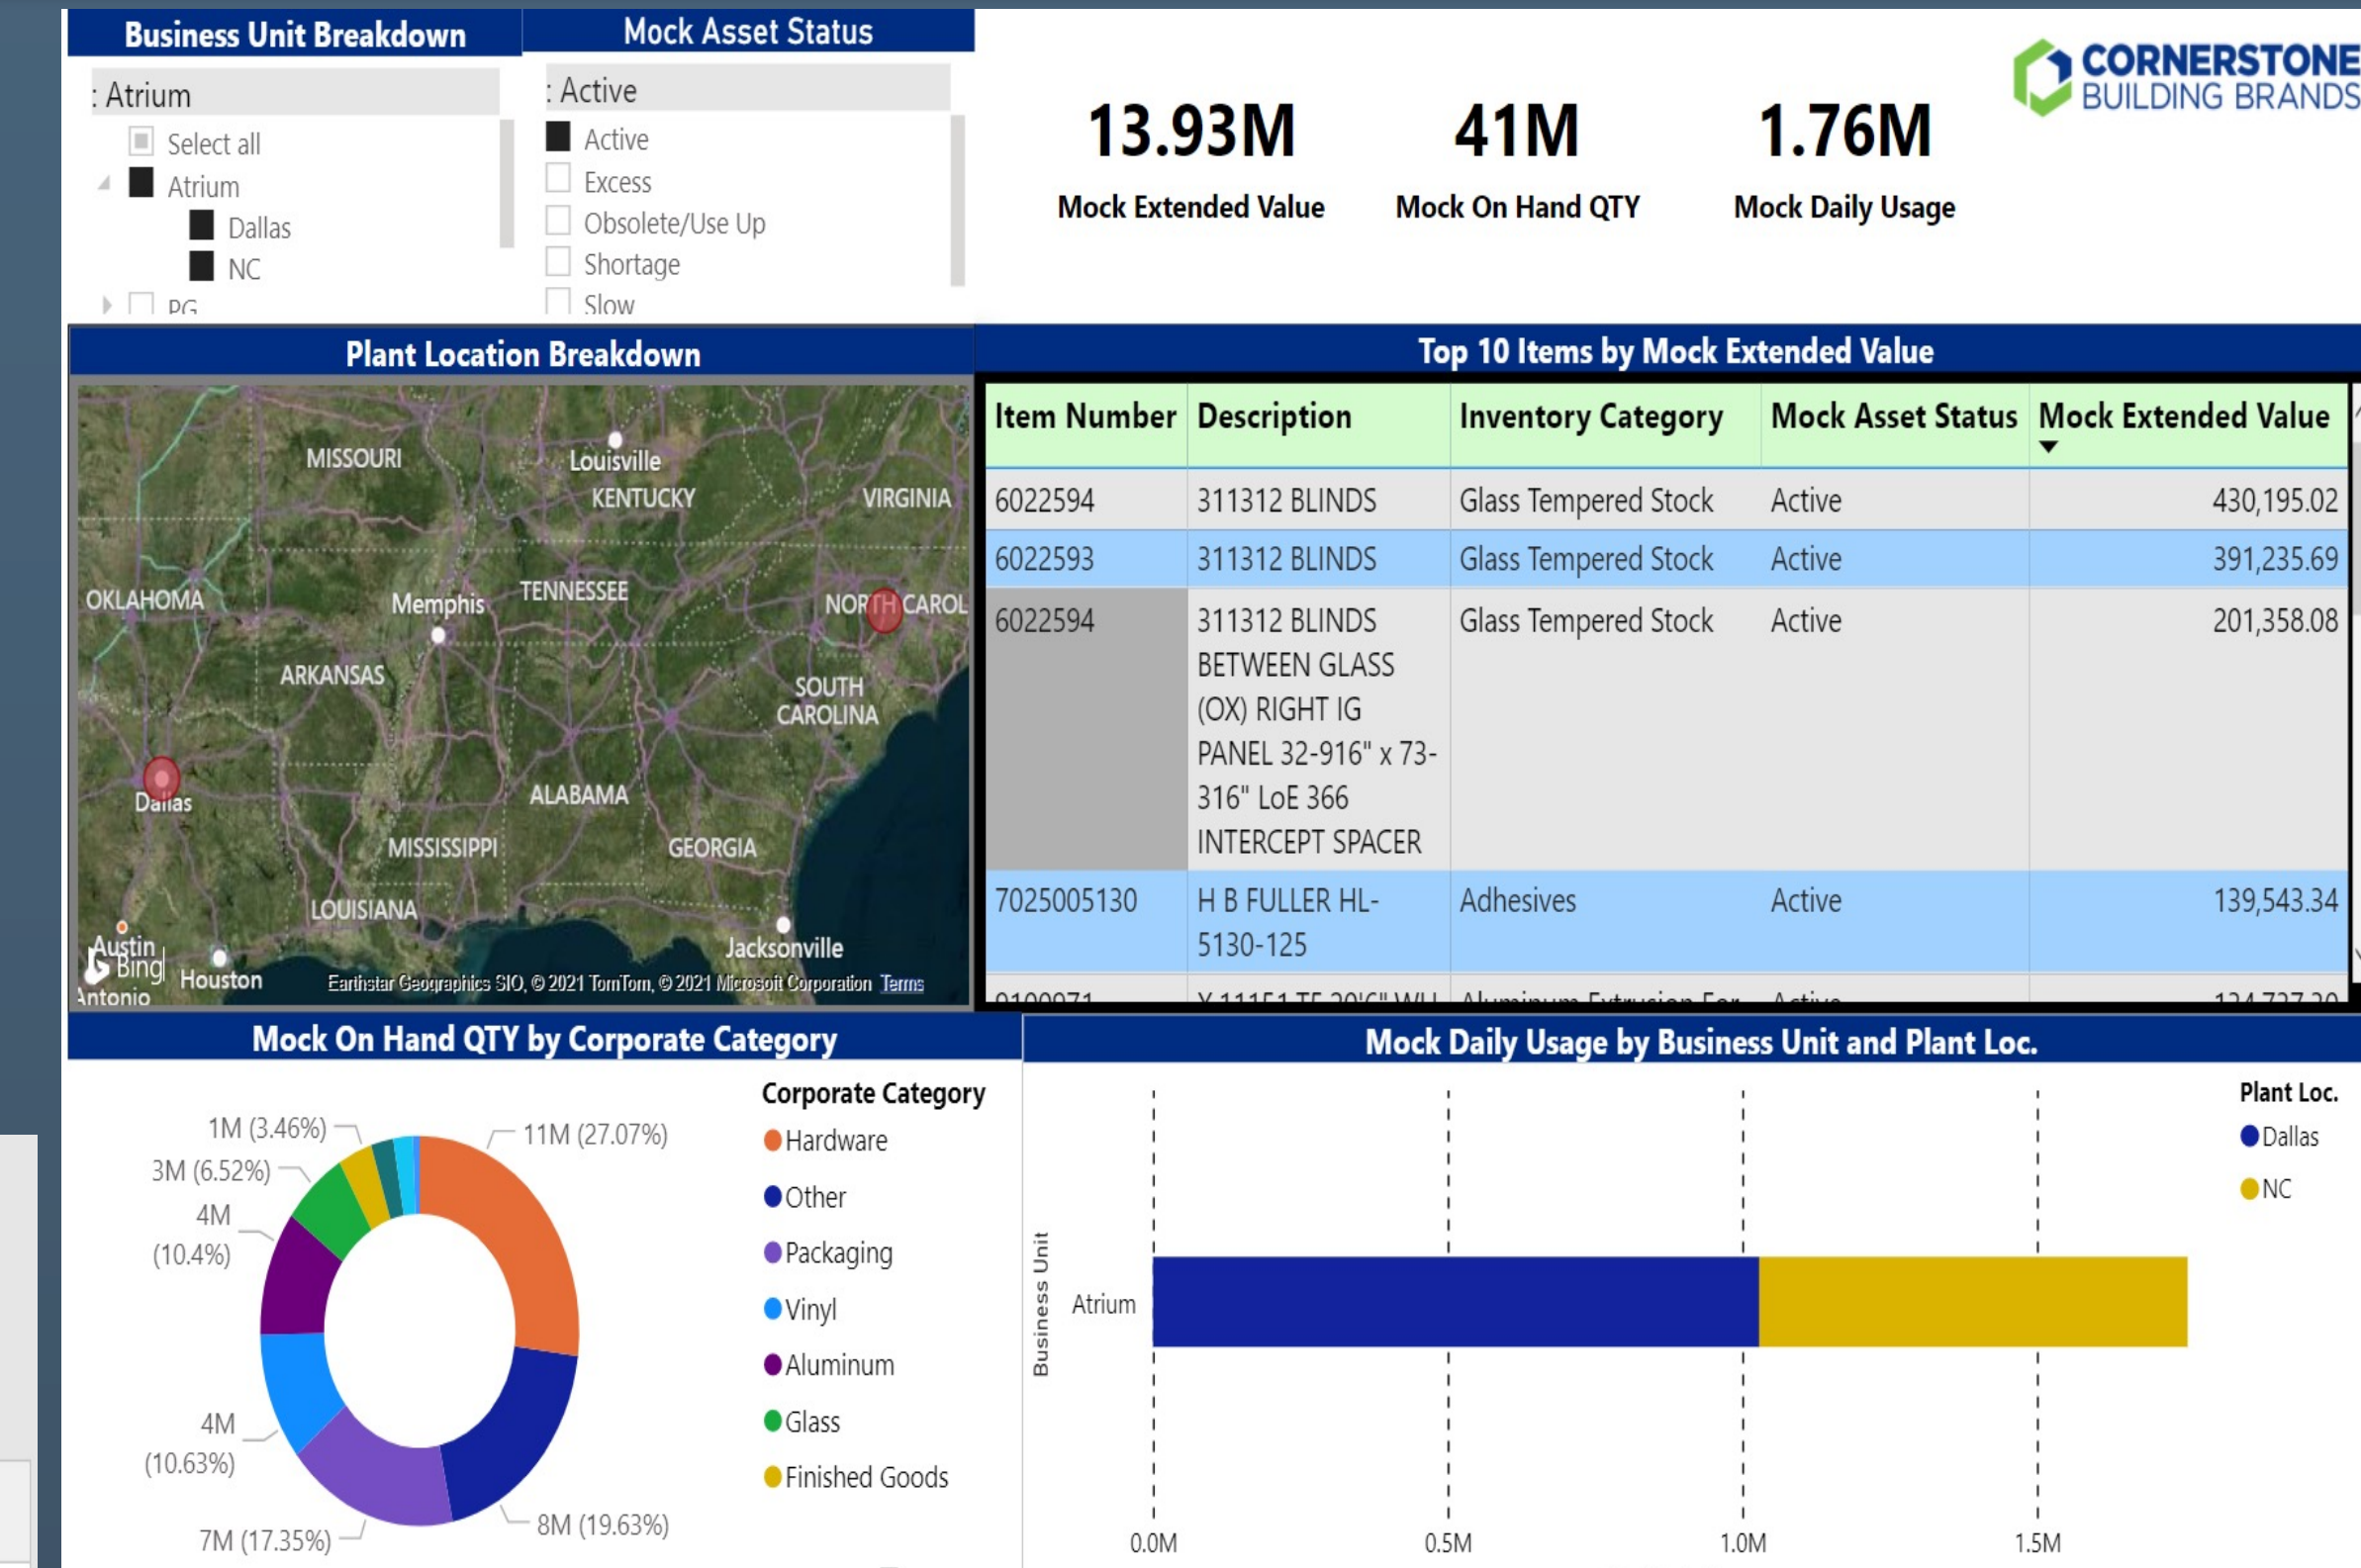 Business Unit Breakdown
: Atrium
Select all
Atrium
Dallas
NC
PG
Mock Asset Status
: Active
Active
Excess
Obsolete/Use Up
Shortage
Slow
13.93M
Mock Extended Value
41M
Mock On Hand QTY
1.76M
Mock Daily Usage
CORNERSTONE
BUILDING BRANDS
Plant Location Breakdown
MISSOURI
Louisville
KENTUCKY
VIRGINIA
OKLAHOMA
Memphis
TENNESSEE
NORTH CAROL
ARKANSAS
SOUTH
CAROLINA
Dallas
ALABAMA
MISSISSIPPI
GEORGIA
LOUISIANA
Austin
Bing
Houston
Antonio
Jacksonville
Earthstar Geographics SIO, © 2021 TomTom, © 2021 Microsoft Corporation Terms
Top 10 Items by Mock Extended Value
Item Number Description Inventory Category Mock Asset Status Mock Extended Value
6022594 311312 BLINDS Glass Tempered Stock Active 430,195.02
6022593 311312 BLINDS Glass Tempered Stock Active 391,235.69
6022594 311312 BLINDS Glass Tempered Stock Active 201,358.08
BETWEEN GLASS
(OX) RIGHT IG
PANEL 32-916" x 73-
316" LoE 366
INTERCEPT SPACER
7025005130 H B FULLER HL- Adhesives Active 139,543.34
5130-125
Aluminum Extrusion For Active
Mock On Hand QTY by Corporate Category
1M (3.46%)
11M (27.07%)
3M (6.52%)
4M
(10.4%)
4M
(10.63%)
7M (17.35%)
8M (19.63%)
Corporate Category
Hardware
Other
Packaging
Vinyl
Aluminum
Glass
Finished Goods
Mock Daily Usage by Business Unit and Plant Loc.
Business Unit
Atrium
0.0M 0.5M 1.0M 1.5M
Plant Loc.
Dallas
NC